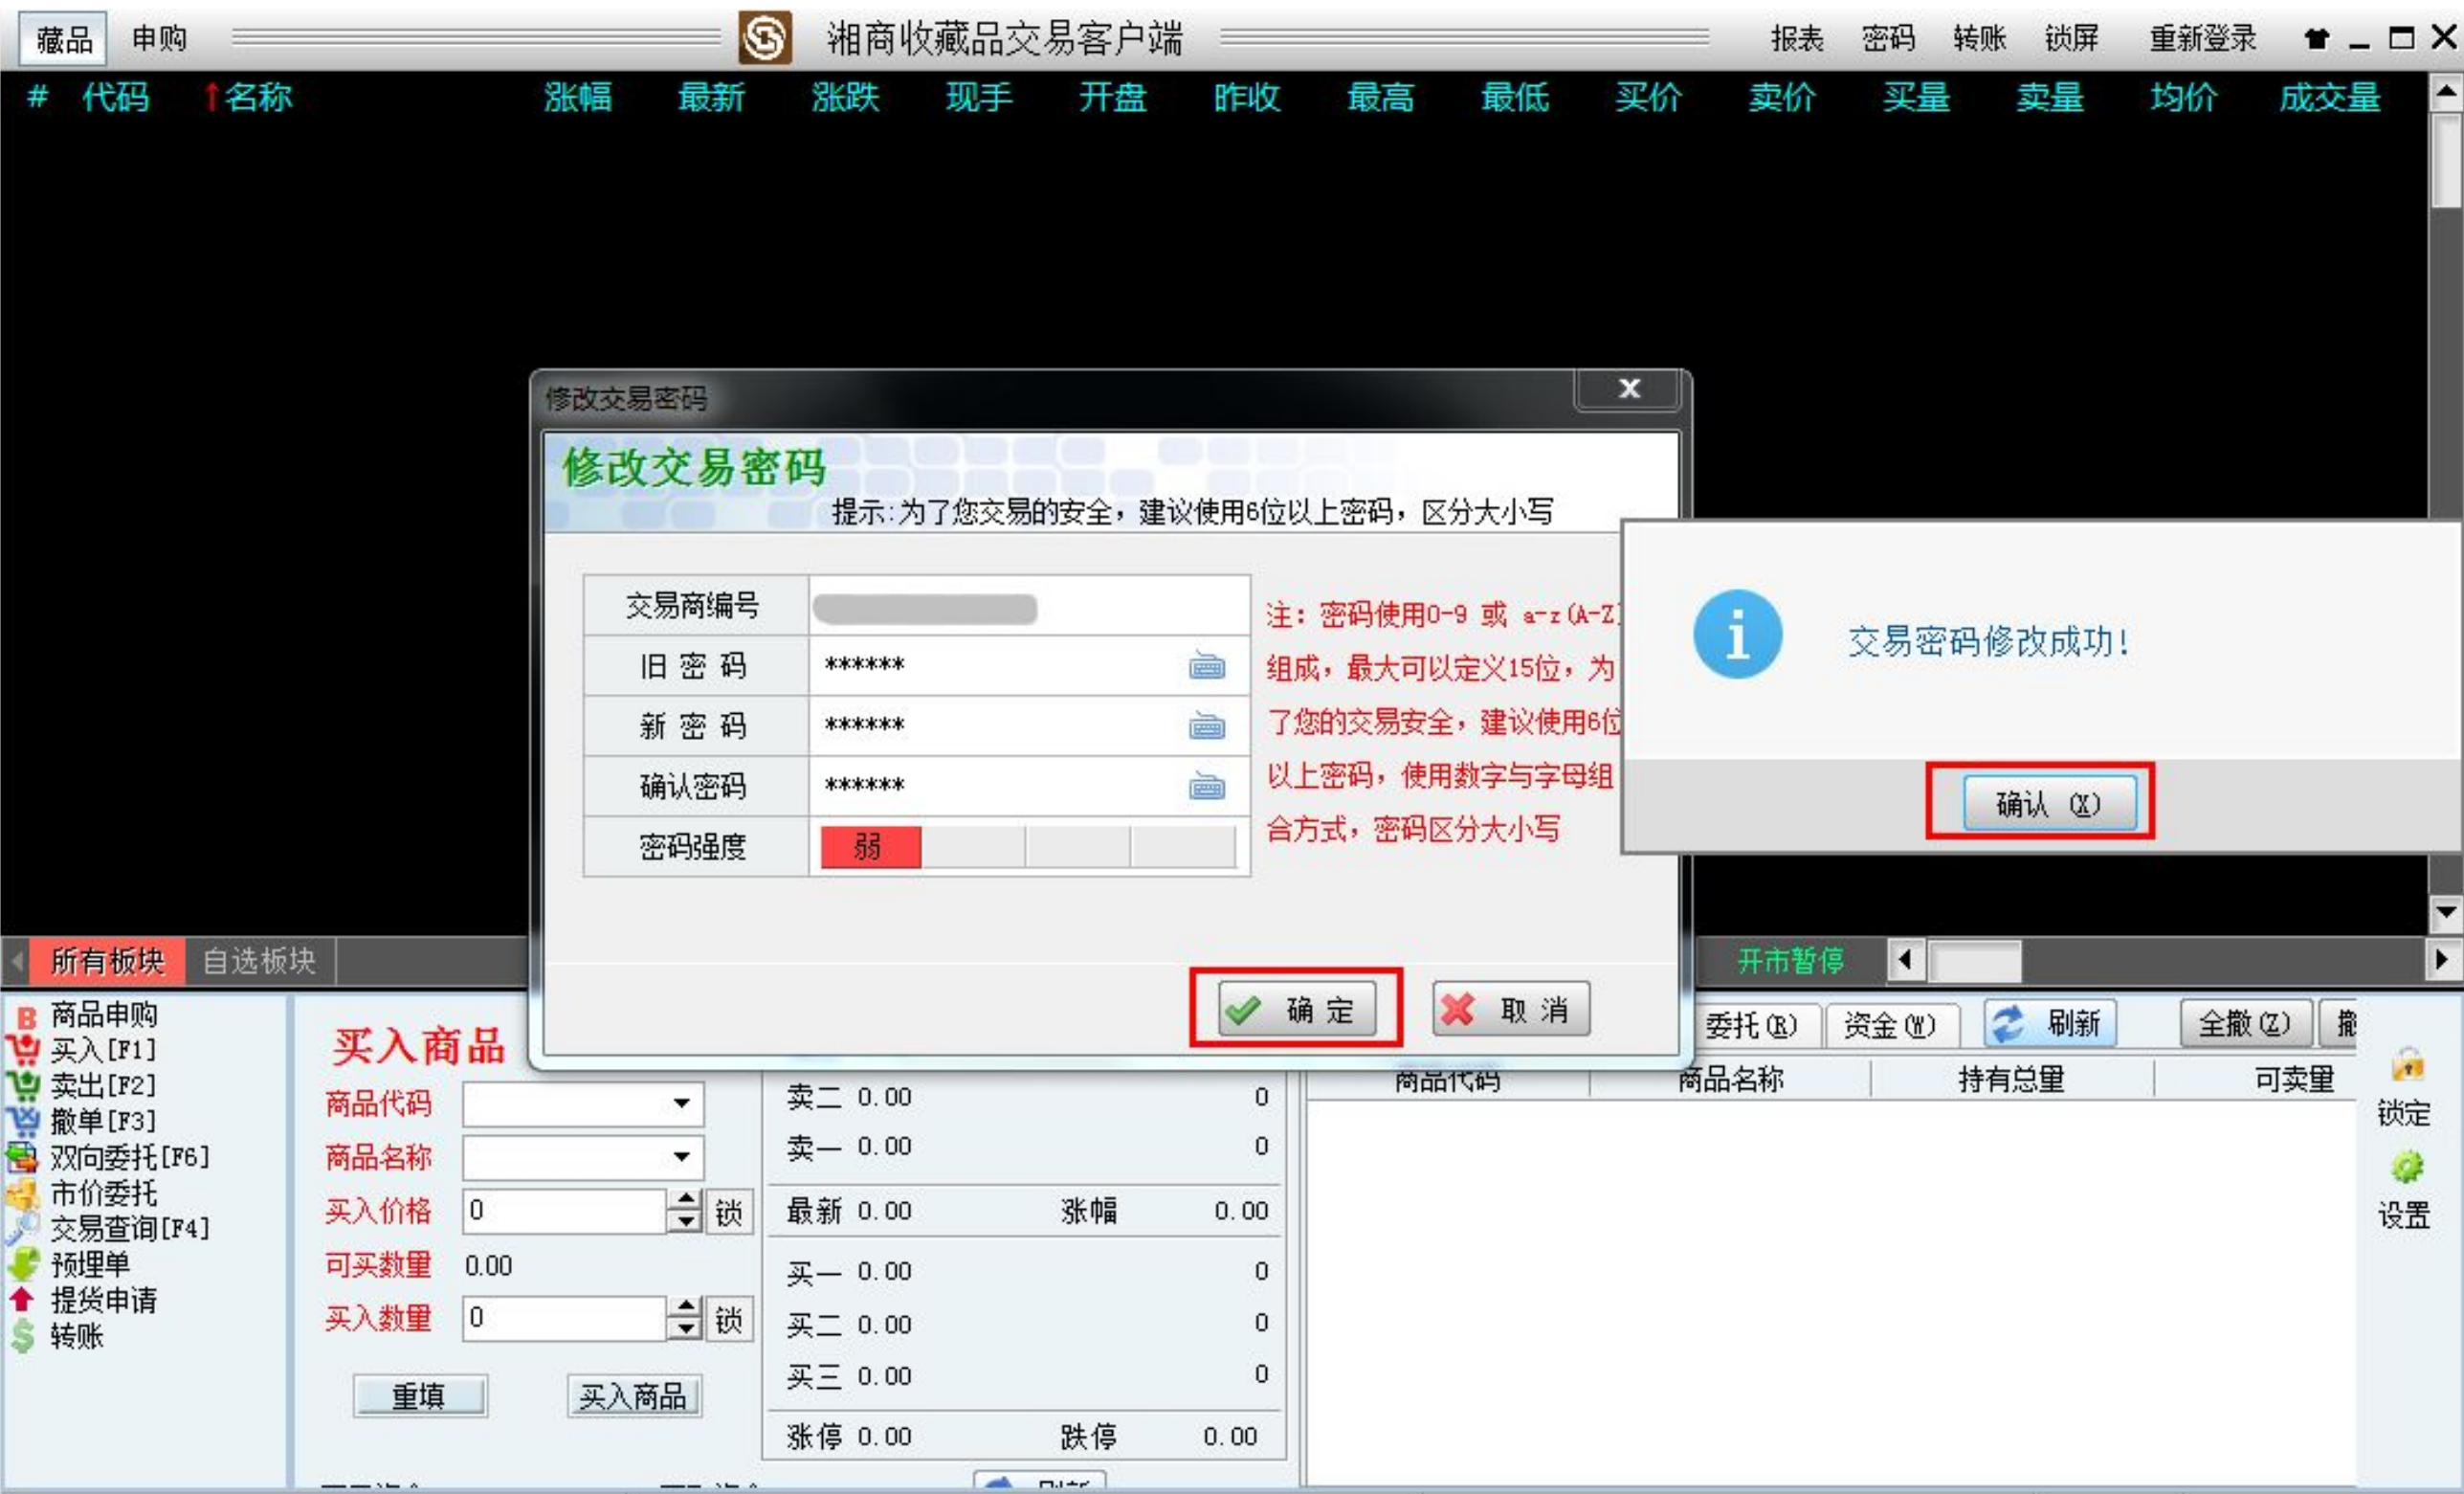 藏品 申购 湘商收藏品交易客户端 报表 密码 转账 锁屏 重新登录
# 代码 ↑名称 涨幅 最新 涨跌 现手 开盘 昨收 最高 最低 买价 卖价 买量 卖量 均价 成交量
修改交易密码 x
修改交易密码
提示:为了您交易的安全，建议使用6位以上密码，区分大小写
交易商编号
旧 密 码 ******
新 密 码 ******
确认密码 ******
密码强度 弱
注：密码使用0-9 或 a-z(A-Z)
组成，最大可以定义15位，为
了您的交易安全，建议使用6位
以上密码，使用数字与字母组
合方式，密码区分大小写
确 定 取 消
交易密码修改成功!
确认 (X)
所有板块 自选板块 开市暂停
B 商品申购
买入[F1]
卖出[F2]
撤单[F3]
双向委托[F6]
市价委托
交易查询[F4]
预埋单
提货申请
转账
买入商品
商品代码
商品名称
买入价格 0 锁
可买数量 0.00
买入数量 0 锁
重填 买入商品
卖二 0.00 0
卖一 0.00 0
最新 0.00 涨幅 0.00
买一 0.00 0
买二 0.00 0
买三 0.00 0
涨停 0.00 跌停 0.00
刷新
委托(R) 资金(W) 刷新 全撤(Z) 撤
商品代码 商品名称 持有总量 可卖量
锁定
设置